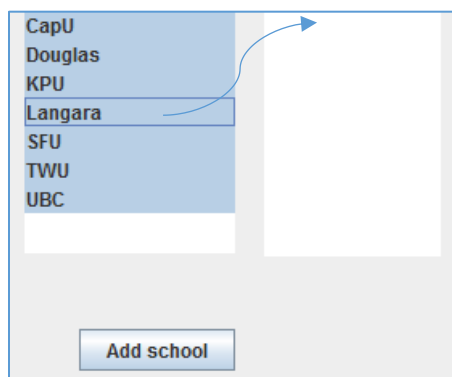 CapU
Douglas
KPU
Langara
SFU
TWU
UBC
Add school